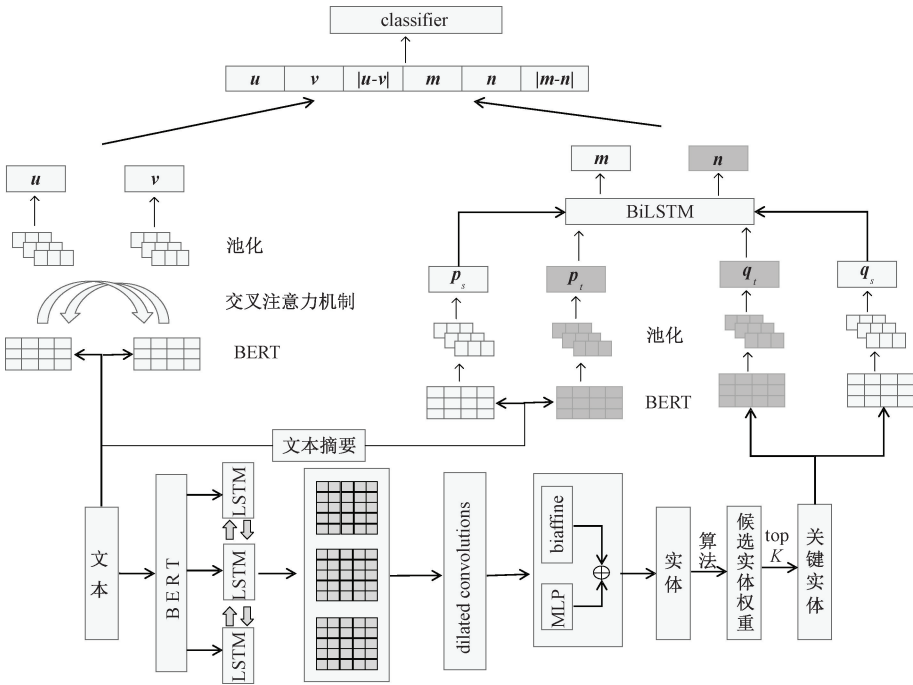 classifier
u v |u-v| m n |m-n|
m n
u v
BiLSTM
池化
p_s p_t q_t q_s
交叉注意力机制
池化
BERT
BERT
文本摘要
文本
BERT
LSTM
LSTM
LSTM
dilated convolutions
biaffine
MLP
实体
算法
候选实体权重
top
K
关键实体